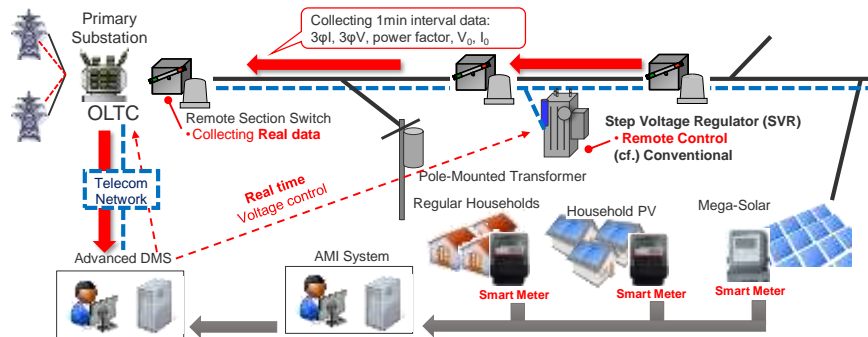 Collecting 1min interval data:
3φI, 3φV, power factor, V0, I0
Primary
Substation
OLTC
Remote Section Switch
•Collecting Real data
Step Voltage Regulator (SVR)
• Remote Control
(cf.) Conventional
Pole-Mounted Transformer
Telecom
Network
Real time
Voltage control
Regular Households
Household PV
Mega-Solar
Advanced DMS
AMI System
Smart Meter
Smart Meter
Smart Meter